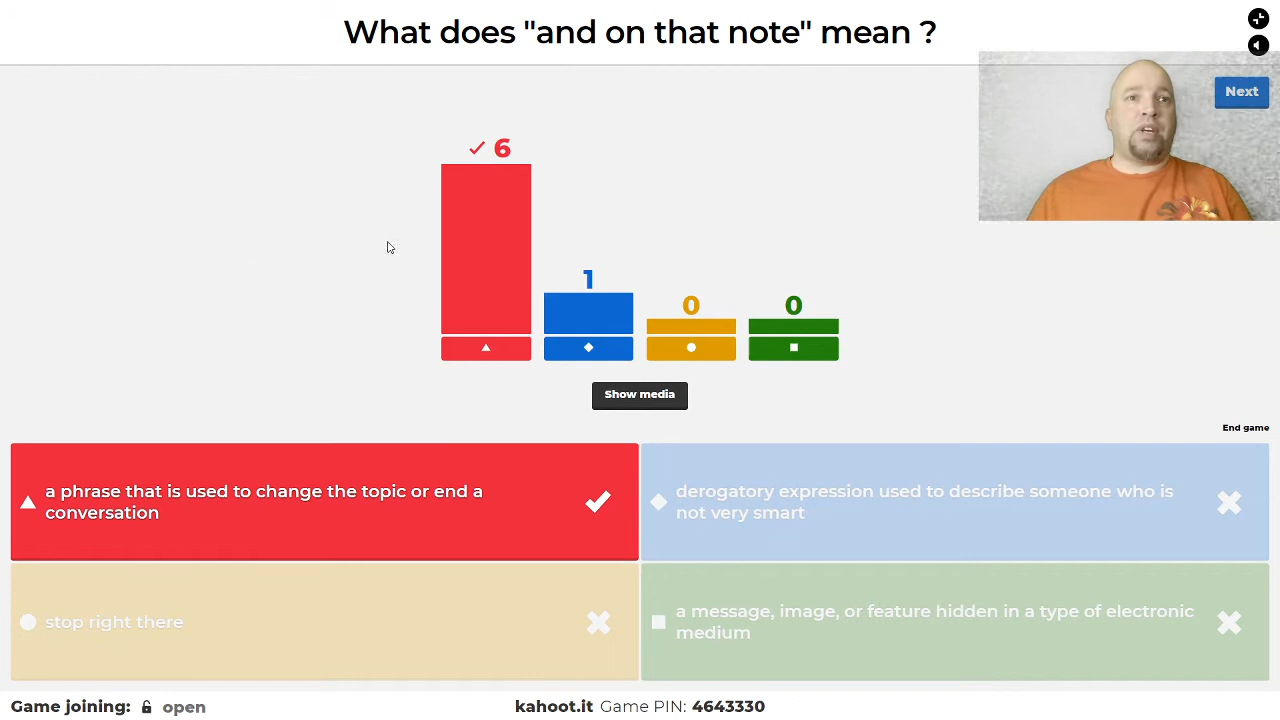 What does "and on that note" mean ?
Next
6
1
0
0
Show media
End game
a phrase that is used to change the topic or end a
conversation
derogatory expression used to describe someone who is
not very smart
stop right there
a message, image, or feature hidden in a type of electronic
medium
Game joining: open
kahoot.it Game PIN: 4643330